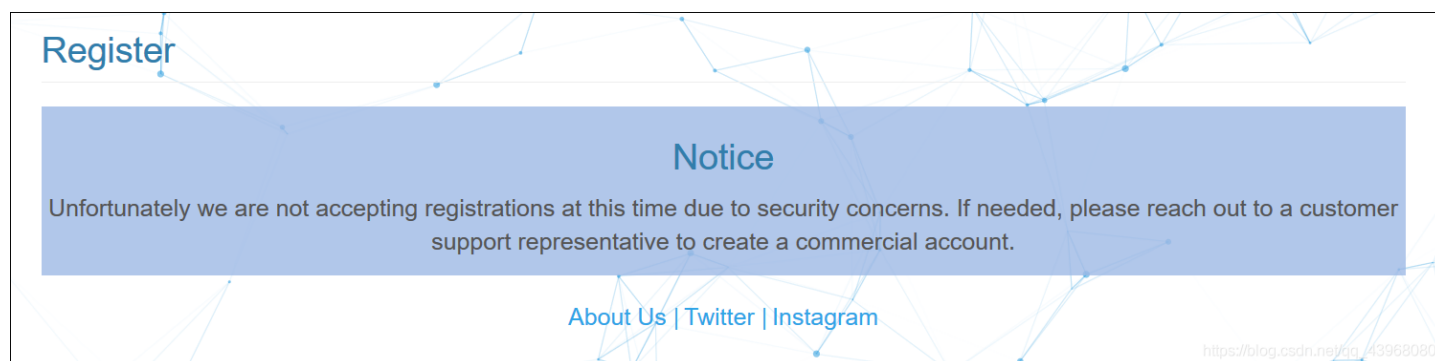 Register
Notice
Unfortunately we are not accepting registrations at this time due to security concerns. If needed, please reach out to a customer
support representative to create a commercial account.
About Us | Twitter | Instagram
https://blog.csdn.net/qq_43968080